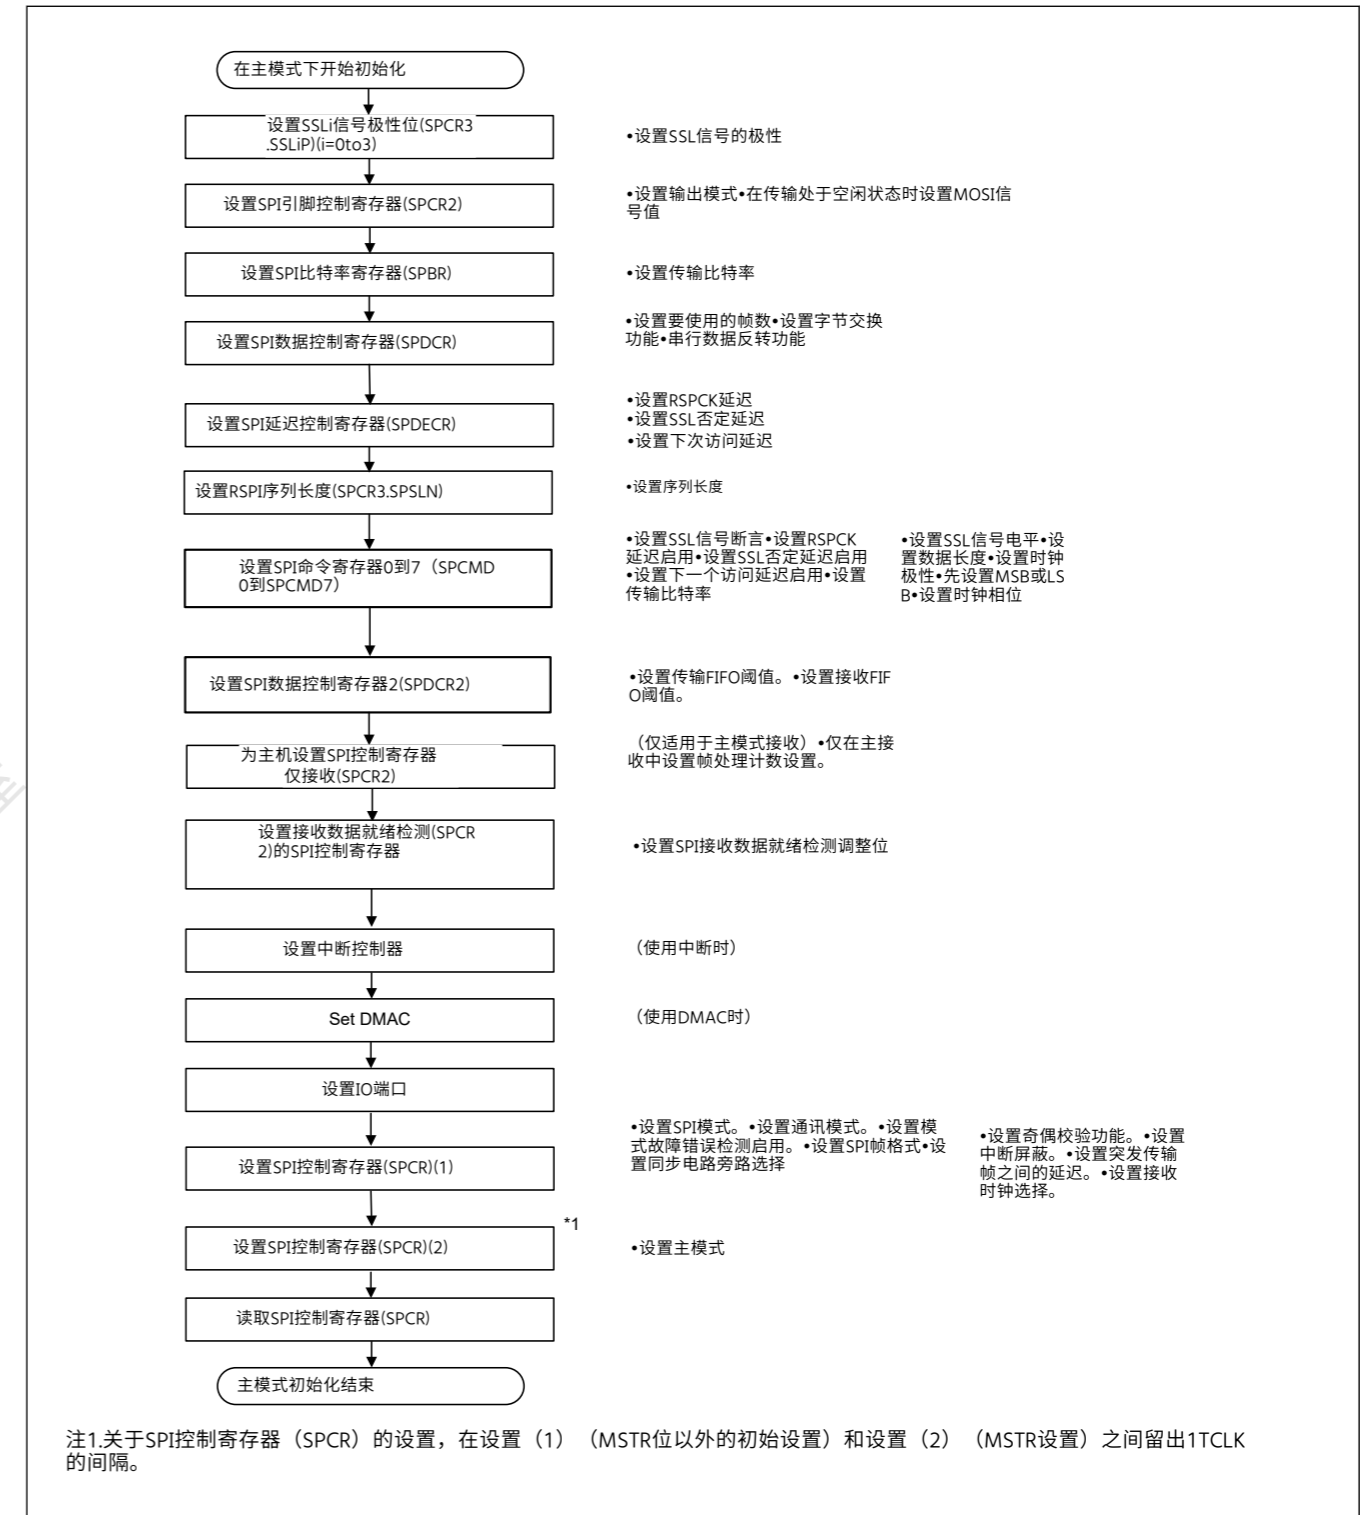 在主模式下开始初始化
设置SSLi信号极性位(SPCR3
.SSLiP)(i=0to3)
•设置SSL信号的极性
设置SPI引脚控制寄存器(SPCR2)
•设置输出模式•在传输处于空闲状态时设置MOSI信
号值
设置SPI比特率寄存器(SPBR)
•设置传输比特率
设置SPI数据控制寄存器(SPDCR)
•设置要使用的帧数•设置字节交换
功能•串行数据反转功能
设置SPI延迟控制寄存器(SPDECR)
•设置RSPCK延迟
•设置SSL否定延迟
•设置下次访问延迟
设置RSPI序列长度(SPCR3.SPSLN)
•设置序列长度
设置SPI命令寄存器0到7（SPCMD
0到SPCMD7）
•设置SSL信号断言•设置RSPCK
延迟启用•设置SSL否定延迟启用
•设置下一个访问延迟启用•设置
传输比特率
•设置SSL信号电平•设
置数据长度•设置时钟
极性•先设置MSB或LS
B•设置时钟相位
设置SPI数据控制寄存器2(SPDCR2)
•设置传输FIFO阈值。•设置接收FIF
O阈值。
为主机设置SPI控制寄存器
仅接收(SPCR2)
（仅适用于主模式接收）•仅在主接
收中设置帧处理计数设置。
设置接收数据就绪检测(SPCR
2)的SPI控制寄存器
•设置SPI接收数据就绪检测调整位
设置中断控制器
（使用中断时）
Set DMAC
（使用DMAC时）
设置IO端口
设置SPI控制寄存器(SPCR)(1)
•设置SPI模式。•设置通讯模式。•设置模
式故障错误检测启用。•设置SPI帧格式•设
置同步电路旁路选择
•设置奇偶校验功能。•设置
中断屏蔽。•设置突发传输
帧之间的延迟。•设置接收
时钟选择。
*1
设置SPI控制寄存器(SPCR)(2)
•设置主模式
读取SPI控制寄存器(SPCR)
主模式初始化结束
注1.关于SPI控制寄存器（SPCR）的设置，在设置（1）（MSTR位以外的初始设置）和设置（2）（MSTR设置）之间留出1TCLK
的间隔。